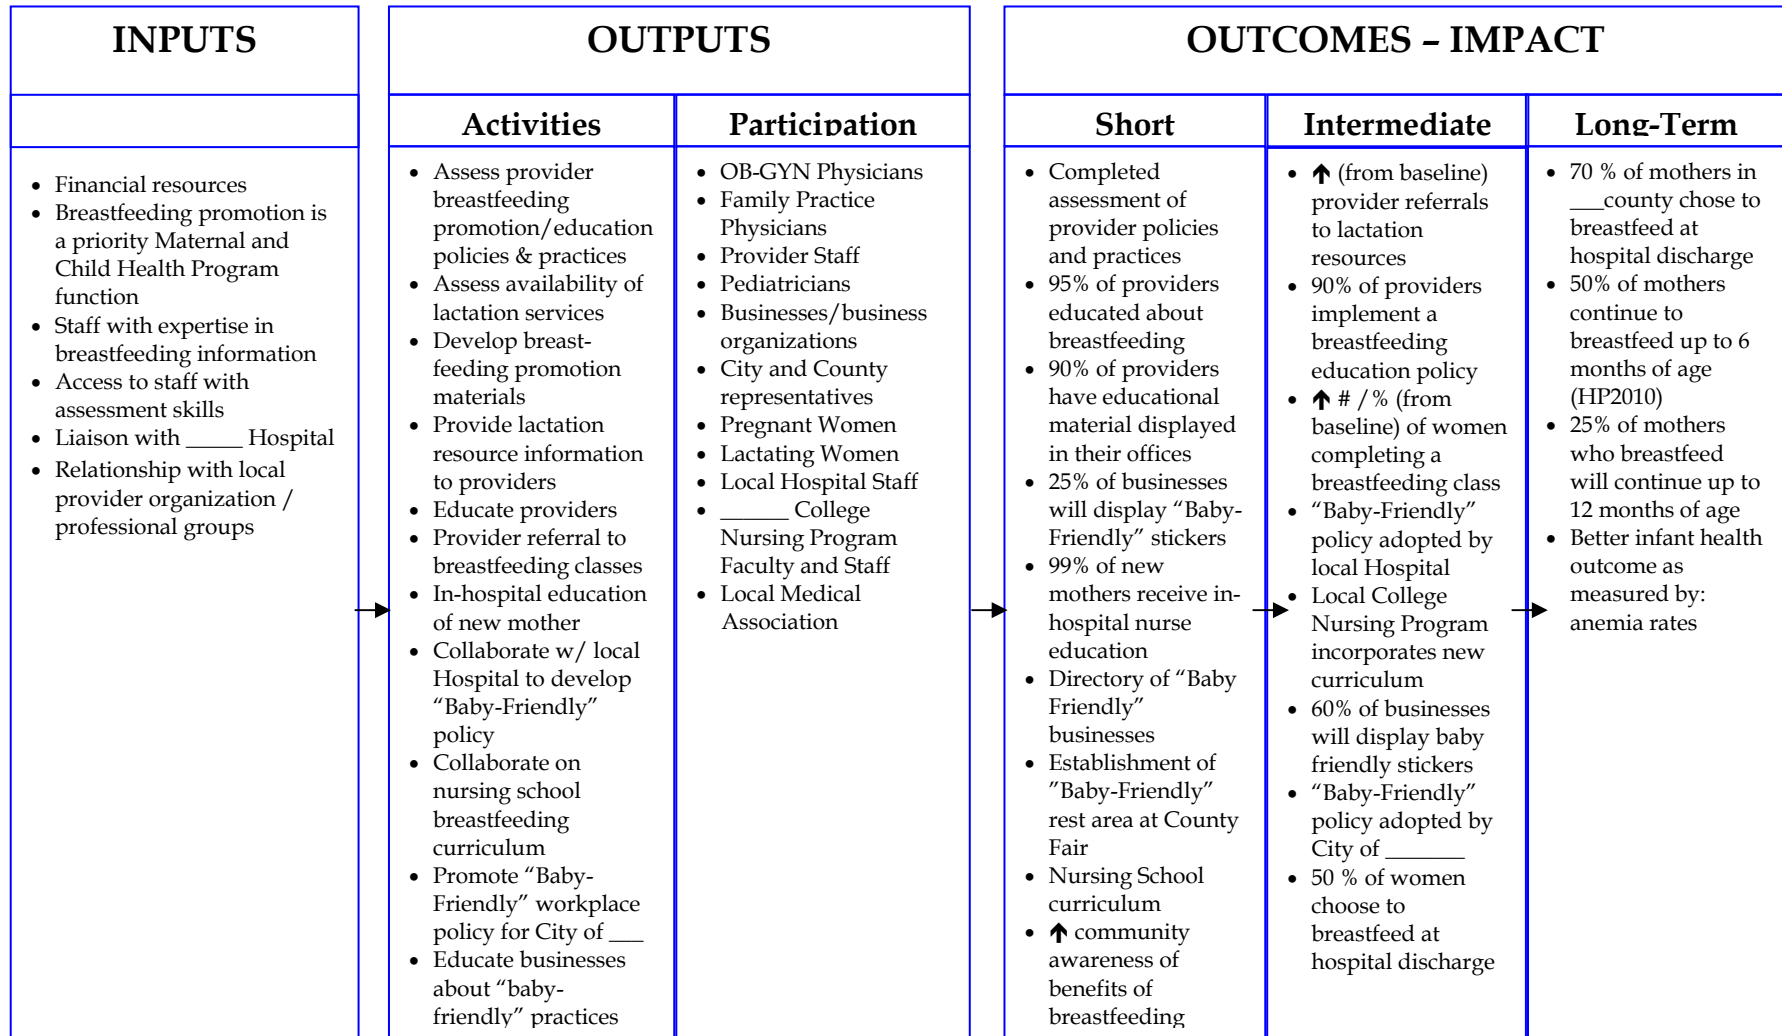 INPUTS
OUTPUTS
OUTCOMES – IMPACT
Activities
Participation
Short
Intermediate
Long-Term
• Financial resources
• Breastfeeding promotion is
a priority Maternal and
Child Health Program
function
• Staff with expertise in
breastfeeding information
• Access to staff with
assessment skills
• Liaison with _____ Hospital
• Relationship with local
provider organization /
professional groups
• Assess provider
breastfeeding
promotion/education
policies & practices
• Assess availability of
lactation services
• Develop breast-
feeding promotion
materials
• Provide lactation
resource information
to providers
• Educate providers
• Provider referral to
breastfeeding classes
• In-hospital education
of new mother
• Collaborate w/ local
Hospital to develop
“Baby-Friendly”
policy
• Collaborate on
nursing school
breastfeeding
curriculum
• Promote “Baby-
Friendly” workplace
policy for City of ___
• Educate businesses
about “baby-
friendly” practices
• OB-GYN Physicians
• Family Practice
Physicians
• Provider Staff
• Pediatricians
• Businesses/business
organizations
• City and County
representatives
• Pregnant Women
• Lactating Women
• Local Hospital Staff
• ______ College
Nursing Program
Faculty and Staff
• Local Medical
Association
• Completed
assessment of
provider policies
and practices
• 95% of providers
educated about
breastfeeding
• 90% of providers
have educational
material displayed
in their offices
• 25% of businesses
will display “Baby-
Friendly” stickers
• 99% of new
mothers receive in-
hospital nurse
education
• Directory of “Baby
Friendly”
businesses
• Establishment of
”Baby-Friendly”
rest area at County
Fair
• Nursing School
curriculum
• ↑ community
awareness of
benefits of
breastfeeding
• ↑ (from baseline)
provider referrals
to lactation
resources
• 90% of providers
implement a
breastfeeding
education policy
• ↑ # / % (from
baseline) of women
completing a
breastfeeding class
• “Baby-Friendly”
policy adopted by
local Hospital
• Local College
Nursing Program
incorporates new
curriculum
• 60% of businesses
will display baby
friendly stickers
• “Baby-Friendly”
policy adopted by
City of _______
• 50 % of women
choose to
breastfeed at
hospital discharge
• 70 % of mothers in
___county chose to
breastfeed at
hospital discharge
• 50% of mothers
continue to
breastfeed up to 6
months of age
(HP2010)
• 25% of mothers
who breastfeed
will continue up to
12 months of age
• Better infant health
outcome as
measured by:
anemia rates